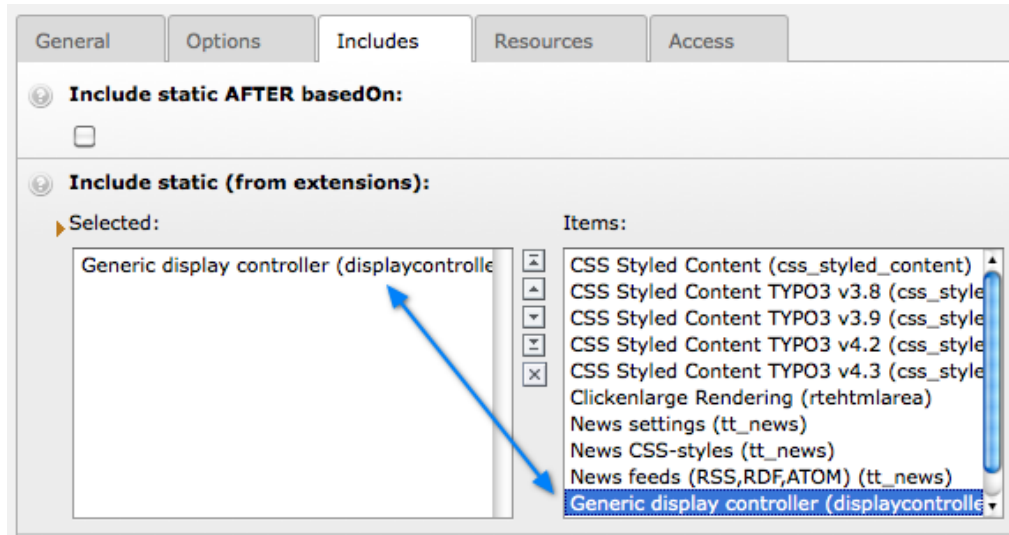 General Options Includes Resources Access
Include static AFTER basedOn:
Include static (from extensions):
Selected:
Items:
Generic display controller (displaycontrolle
CSS Styled Content (css_styled_content)
CSS Styled Content TYPO3 v3.8 (css_style
CSS Styled Content TYPO3 v3.9 (css_style
CSS Styled Content TYPO3 v4.2 (css_style
CSS Styled Content TYPO3 v4.3 (css_style
Clickenlarge Rendering (rtehtmlarea)
News settings (tt_news)
News CSS-styles (tt_news)
News feeds (RSS,RDF,ATOM) (tt_news)
Generic display controller (displaycontrolle